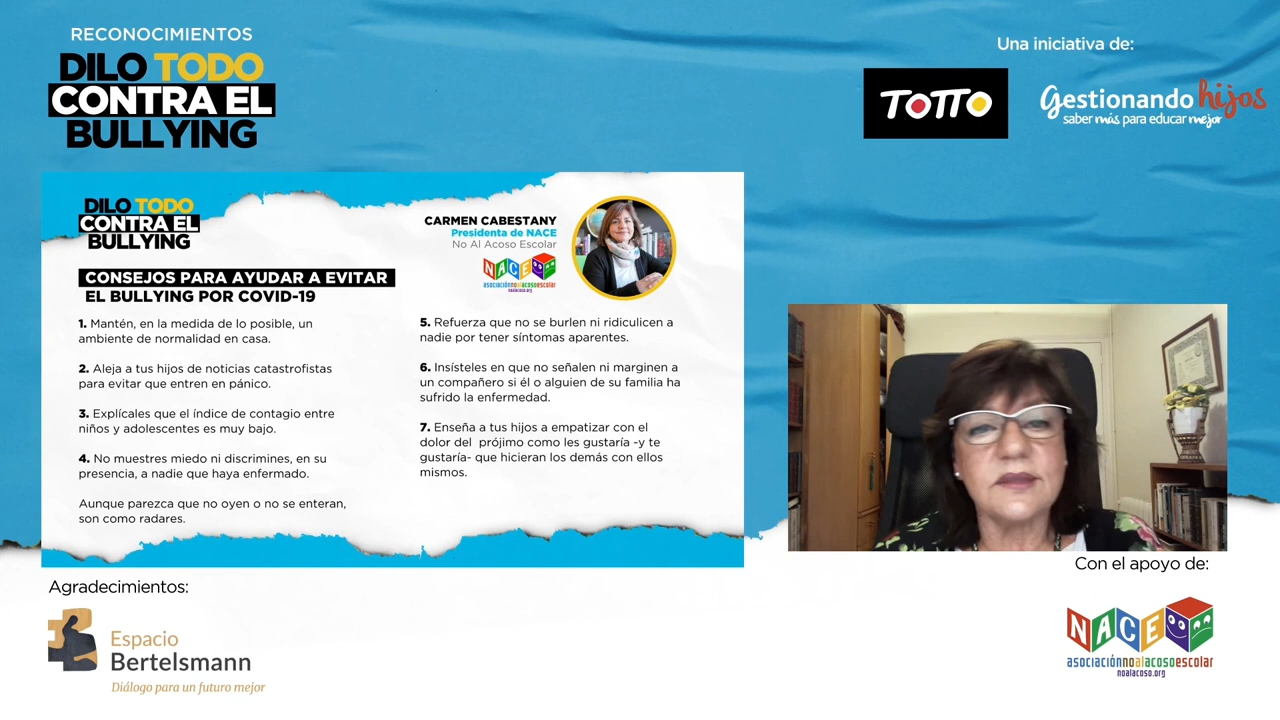 RECONOCIMIENTOS
DILO TODO
CONTRA EL
BULLYING
Una iniciativa de:
TOTTO
Gestionando hijos
saber más para educar mejor
DILO TODO
CONTRA EL
BULLYING
CARMEN CABESTANY
Presidenta de NACE
No Al Acoso Escolar
NACE
asociaciónnoalacosoescolar
noalacoso.org
CONSEJOS PARA AYUDAR A EVITAR
EL BULLYING POR COVID-19
1. Mantén, en la medida de lo posible, un
ambiente de normalidad en casa.
2. Aleja a tus hijos de noticias catastrofistas
para evitar que entren en pánico.
3. Explícales que el índice de contagio entre
niños y adolescentes es muy bajo.
4. No muestres miedo ni discrimines, en su
presencia, a nadie que haya enfermado.
Aunque parezca que no oyen o no se enteran,
son como radares.
5. Refuerza que no se burlen ni ridiculicen a
nadie por tener síntomas aparentes.
6. Insísteles en que no señalen ni marginen a
un compañero si él o alguien de su familia ha
sufrido la enfermedad.
7. Enseña a tus hijos a empatizar con el
dolor del prójimo como les gustaría -y te
gustaría- que hicieran los demás con ellos
mismos.
Agradecimientos:
Espacio
Bertelsmann
Diálogo para un futuro mejor
Con el apoyo de:
NACE
asociaciónnoalacosoescolar
noalacoso.org